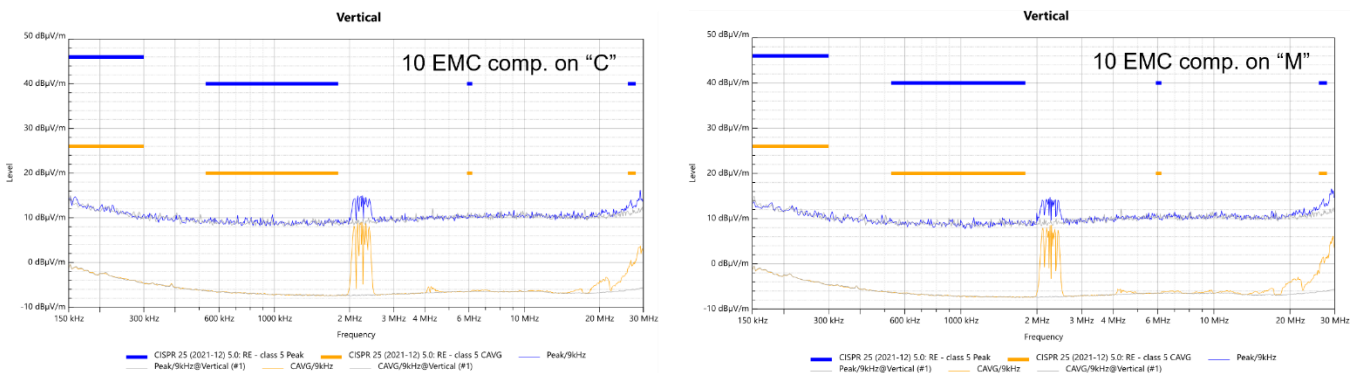 Vertical
50 dBµV/m
10 EMC comp. on “C”
40 dBµV/m
30 dBµV/m
20 dBµV/m
10 dBµV/m
0 dBµV/m
-10 dBµV/m
Level
150 kHz 300 kHz 600 kHz 1000 kHz 2 MHz 3 MHz 4 MHz 6 MHz 10 MHz 20 MHz 30 MHz
Frequency
CISPR 25 (2021-12) 5.0: RE - class 5 Peak CISPR 25 (2021-12) 5.0: RE - class 5 CAVG Peak/9kHz
Peak/9kHz@Vertical (#1) CAVG/9kHz CAVG/9kHz@Vertical (#1)
Vertical
50 dBµV/m
10 EMC comp. on “M”
40 dBµV/m
30 dBµV/m
20 dBµV/m
10 dBµV/m
0 dBµV/m
-10 dBµV/m
Level
150 kHz 300 kHz 600 kHz 1000 kHz 2 MHz 3 MHz 4 MHz 6 MHz 10 MHz 20 MHz 30 MHz
Frequency
CISPR 25 (2021-12) 5.0: RE - class 5 Peak CISPR 25 (2021-12) 5.0: RE - class 5 CAVG Peak/9kHz
Peak/9kHz@Vertical (#1) CAVG/9kHz CAVG/9kHz@Vertical (#1)